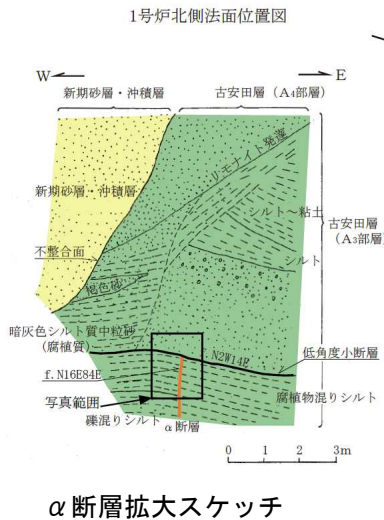 1号炉北側法面位置図
W
E
新期砂層・沖積層
古安田層（A4部層）
リモナイト発達
新期砂層・沖積層
シルト～粘土
古安田層
（A3部層）
不整合面
シルト
褐色砂
暗灰色シルト質中粒砂
（腐植質）
N2W14E
低角度小断層
f.N16E84E
腐植物混りシルト
写真範囲
礫混りシルト
α断層
0 1 2 3m
α断層拡大スケッチ